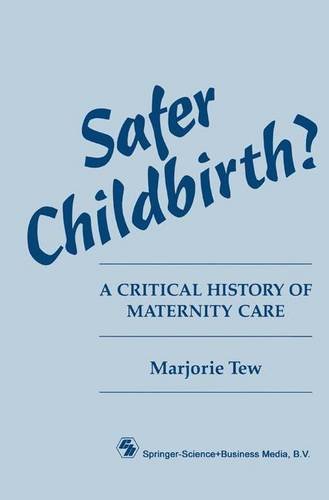 Safer
Childbirth?
A CRITICAL HISTORY OF
MATERNITY CARE
Marjorie Tew
Springer-Science+Business Media, B.V.